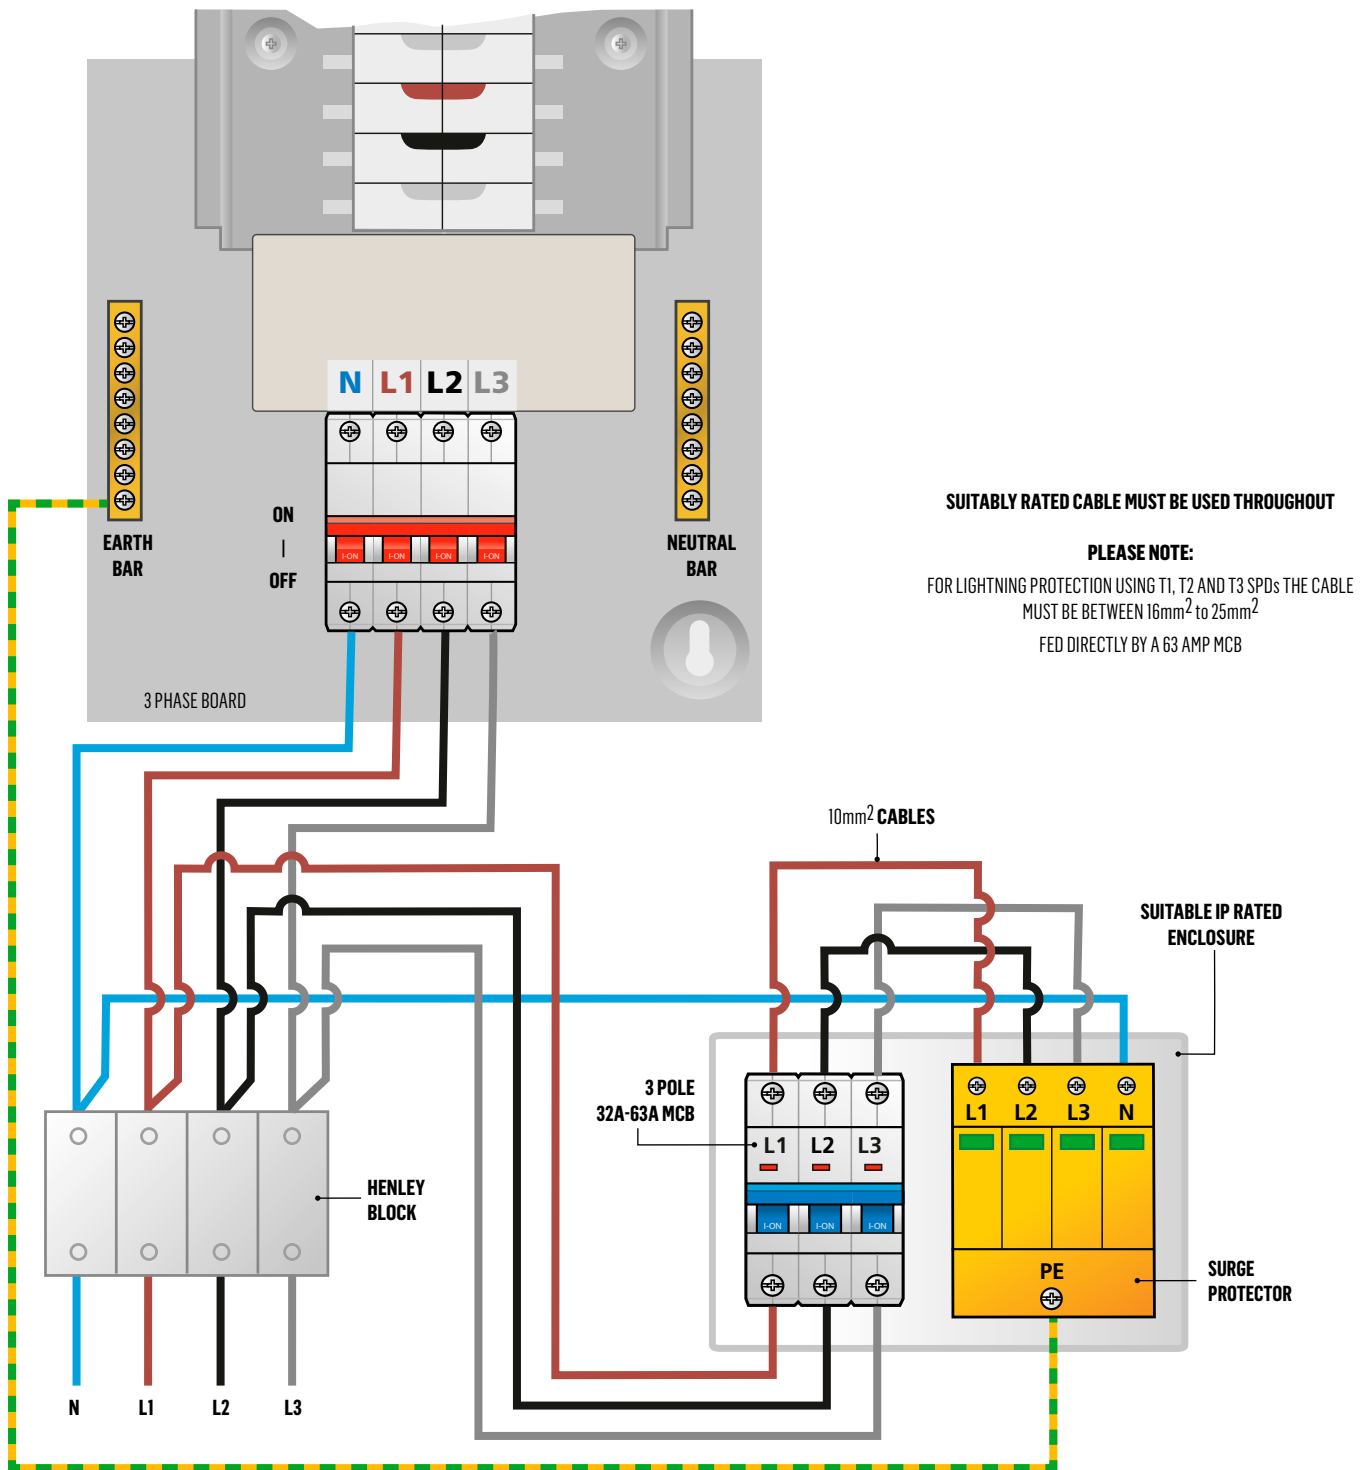 N L1 L2 L3
ON
|
OFF
I-ON I-ON I-ON I-ON
EARTH
BAR
NEUTRAL
BAR
3 PHASE BOARD
SUITABLY RATED CABLE MUST BE USED THROUGHOUT
PLEASE NOTE:
FOR LIGHTNING PROTECTION USING T1, T2 AND T3 SPDs THE CABLE
MUST BE BETWEEN 16mm² to 25mm²
FED DIRECTLY BY A 63 AMP MCB
10mm² CABLES
SUITABLE IP RATED
ENCLOSURE
3 POLE
32A-63A MCB
L1 L2 L3
I-ON I-ON I-ON
L1 L2 L3 N
PE
SURGE
PROTECTOR
HENLEY
BLOCK
N L1 L2 L3